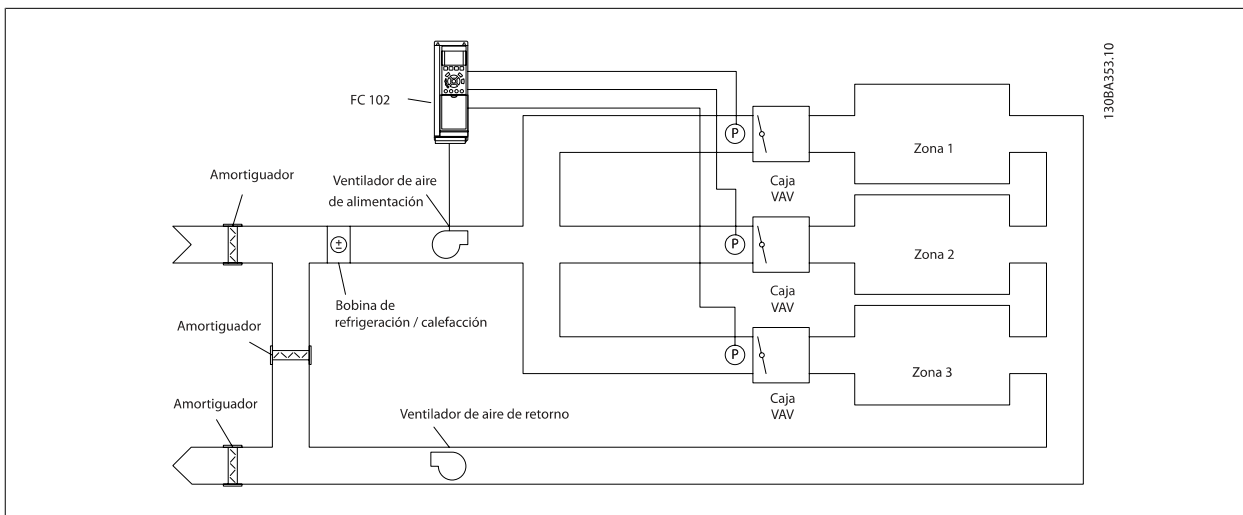 130BA353.10
FC 102
P
Caja
VAV
Zona 1
Amortiguador
Ventilador de aire
de alimentación
P
Caja
VAV
Zona 2
±
Bobina de
refrigeración / calefacción
Amortiguador
P
Caja
VAV
Zona 3
Amortiguador
Ventilador de aire de retorno